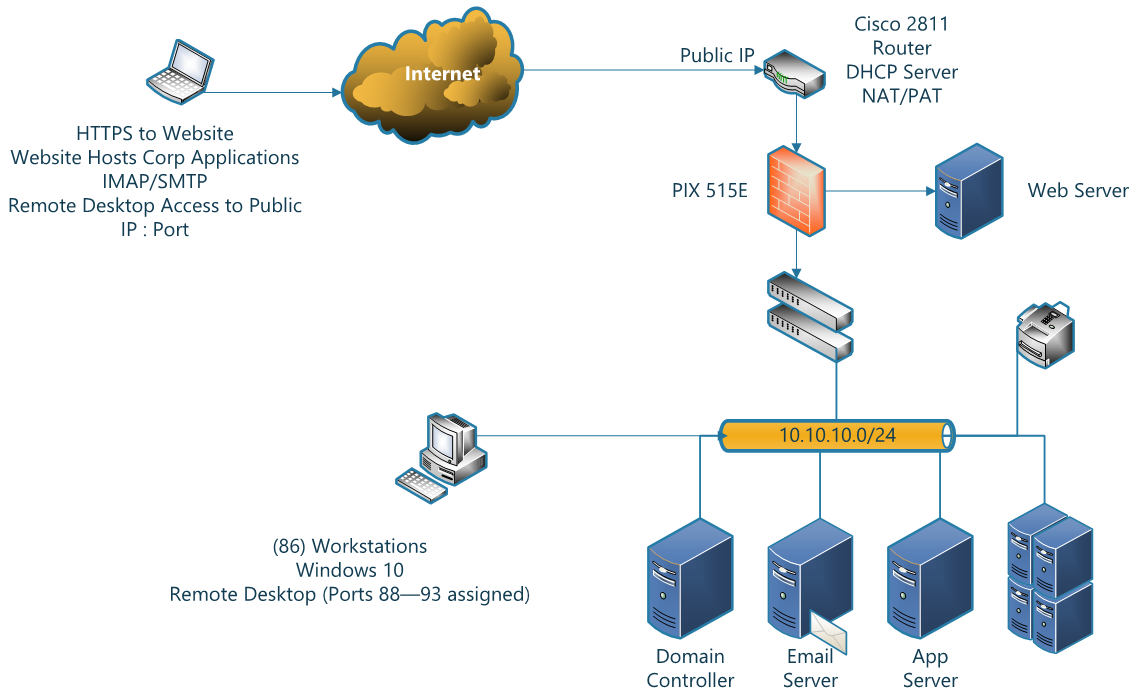 Cisco 2811
Router
DHCP Server
NAT/PAT
Public IP
Internet
HTTPS to Website
Website Hosts Corp Applications
IMAP/SMTP
Remote Desktop Access to Public
IP : Port
PIX 515E
Web Server
10.10.10.0/24
(86) Workstations
Windows 10
Remote Desktop (Ports 88—93 assigned)
Domain
Controller
Email
Server
App
Server